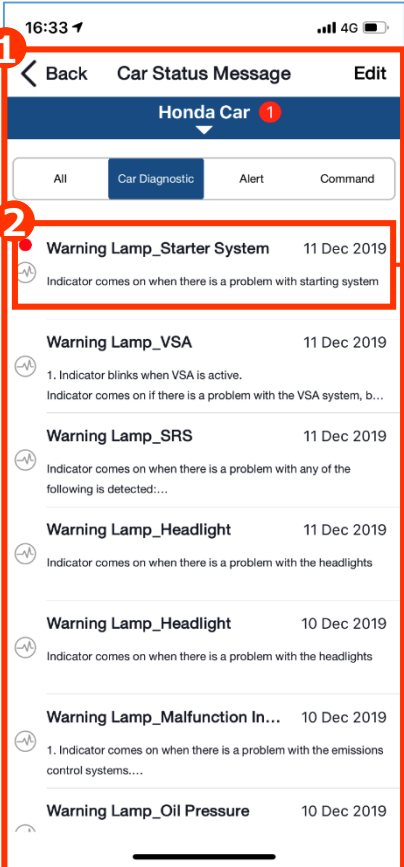 16:33
4G
1
Back Car Status Message Edit
Honda Car 1
All Car Diagnostic Alert Command
2
Warning Lamp_Starter System 11 Dec 2019
Indicator comes on when there is a problem with starting system
Warning Lamp_VSA 11 Dec 2019
1. Indicator blinks when VSA is active.
Indicator comes on if there is a problem with the VSA system, b...
Warning Lamp_SRS 11 Dec 2019
Indicator comes on when there is a problem with any of the
following is detected:...
Warning Lamp_Headlight 11 Dec 2019
Indicator comes on when there is a problem with the headlights
Warning Lamp_Headlight 10 Dec 2019
Indicator comes on when there is a problem with the headlights
Warning Lamp_Malfunction In... 10 Dec 2019
1. Indicator comes on when there is a problem with the emissions
control systems....
Warning Lamp_Oil Pressure 10 Dec 2019